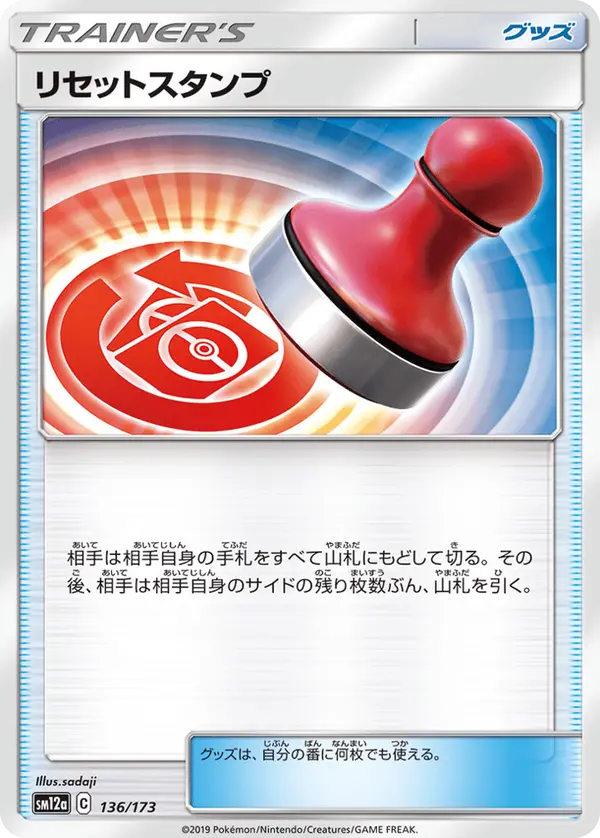 TRAINER'S グッズ
リセットスタンプ
相手は相手自身の手札をすべて山札にもどして切る。その
後、相手は相手自身のサイドの残り枚数ぶん、山札を引く。
グッズは、自分の番に何枚でも使える。
Illus.sadaji
sm12a C 136/173
©2019 Pokémon/Nintendo/Creatures/GAME FREAK.